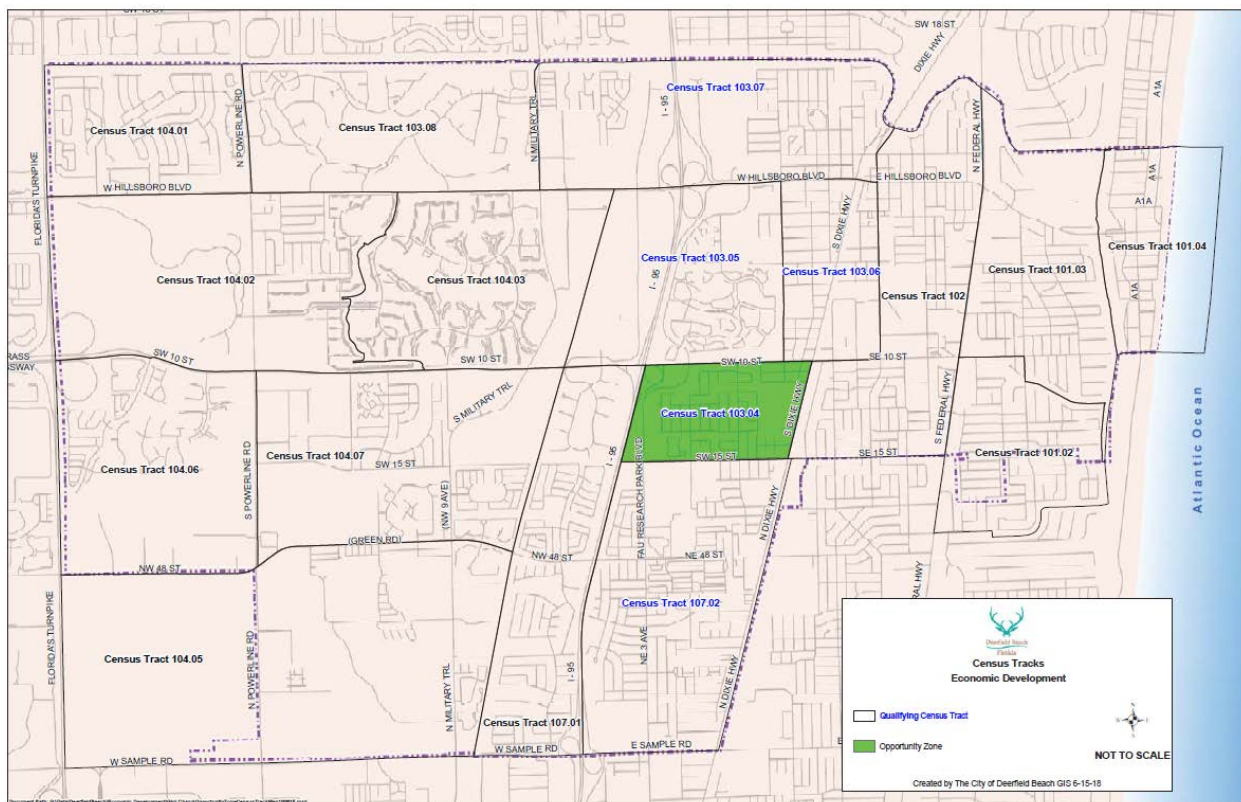 SW 18 ST
DIXIE HWY
Census Tract 103.07
I - 95
A1A
Census Tract 104.01
N POWERLINE RD
Census Tract 103.08
N MILITARY TRL
N FEDERAL HWY
FLORIDA'S TURNPIKE
W HILLSBORO BLVD
W HILLSBORO BLVD
E HILLSBORO BLVD
A1A
A1A
S DIXIE HWY
Census Tract 101.04
Census Tract 104.02
Census Tract 104.03
Census Tract 103.05
Census Tract 103.06
Census Tract 101.03
I - 95
Census Tract 102
A1A
SW 10 ST
SW 10 ST
SW 10 ST
SE 10 ST
S MILITARY TRL
Census Tract 103.04
S DIXIE HWY
S FEDERAL HWY
Atlantic Ocean
Census Tract 104.06
S POWERLINE RD
Census Tract 104.07
SW 15 ST
I - 95
FAU RESEARCH PARK BLVD
SW 15 ST
SE 15 ST
Census Tract 101.02
(NW 9 AVE)
N DIXIE HWY
(GREEN RD)
NW 48 ST
NW 48 ST
NE 48 ST
Census Tract 107.02
FLORIDA'S TURNPIKE
Census Tract 104.05
N POWERLINE RD
N MILITARY TRL
I - 95
NE 3 AVE
N DIXIE HWY
Census Tract 107.01
W SAMPLE RD
W SAMPLE RD
E SAMPLE RD
Deerfield Beach
Florida
Census Tracks
Economic Development
Qualifying Census Tract
Opportunity Zone
NOT TO SCALE
Created by The City of Deerfield Beach GIS 6-15-18